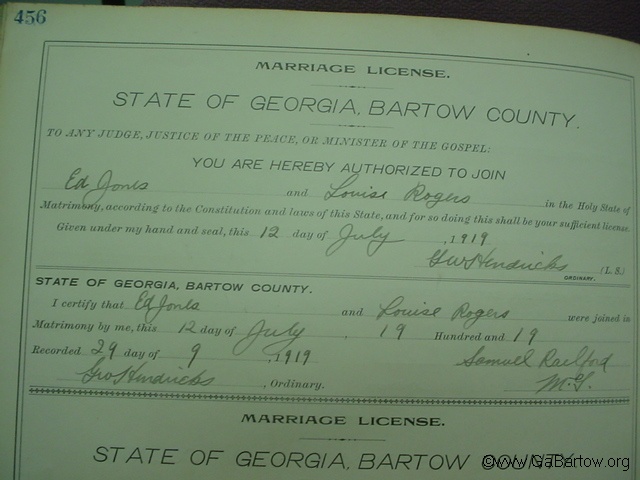 456
MARRIAGE LICENSE.
STATE OF GEORGIA, BARTOW COUNTY.
TO ANY JUDGE, JUSTICE OF THE PEACE, OR MINISTER OF THE GOSPEL:
YOU ARE HEREBY AUTHORIZED TO JOIN
Ed Jones and Louise Rogers in the Holy State of
Matrimony, according to the Constitution and laws of this State, and for so doing this shall be your sufficient license.
Given under my hand and seal, this 12 day of July, 1919
GW Hendricks (L. S.)
ORDINARY.
STATE OF GEORGIA, BARTOW COUNTY.
I certify that Ed Jones and Louise Rogers were joined in
Matrimony by me, this 12 day of July, 19 Hundred and 19
Recorded 29 day of 9, 1919 Samuel
Hendricks, Ordinary. M.G.
MARRIAGE LICENSE.
STATE OF GEORGIA, BARTOW COUNTY.
©www.GaBartow.org